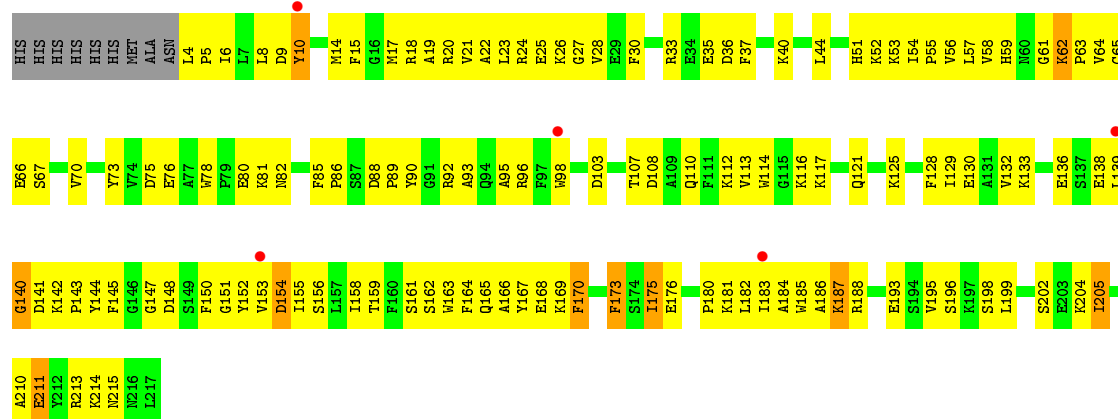 HIS HIS HIS HIS HIS HIS MET ALA ASN L4 P5 I6 L7 L8 D9 Y10 M14 F15 G16 M17 R18 A19 R20 V21 A22 L23 R24 E25 K26 G27 V28 E29 F30 R33 E34 E35 D36 F37 K40 L44 H51 K52 K53 I54 P55 V56 L57 V58 H59 N60 G61 K62 P63 V64 C65
E66 S67 V70 Y73 V74 D75 E76 A77 W78 P79 E80 K81 N82 F85 P86 S87 D88 P89 Y90 G91 R92 A93 Q94 A95 R96 F97 W98 D103 T107 D108 A109 Q110 F111 K112 V113 W114 G115 K116 K117 Q121 K125 F128 I129 E130 A131 V132 K133 E136 S137 E138 L139
G140 D141 K142 P143 Y144 F145 G146 G147 D148 S149 F150 G151 Y152 V153 D154 I155 S156 L157 I158 T159 F160 S161 S162 W163 F164 Q165 A166 Y167 E168 K169 F170 F173 S174 I175 E176 P180 K181 L182 I183 A184 W185 A186 K187 R188 E193 S194 V195 S196 K197 S198 L199 S202 E203 K204 I205
A210 E211 Y212 R213 K214 N215 N216 L217